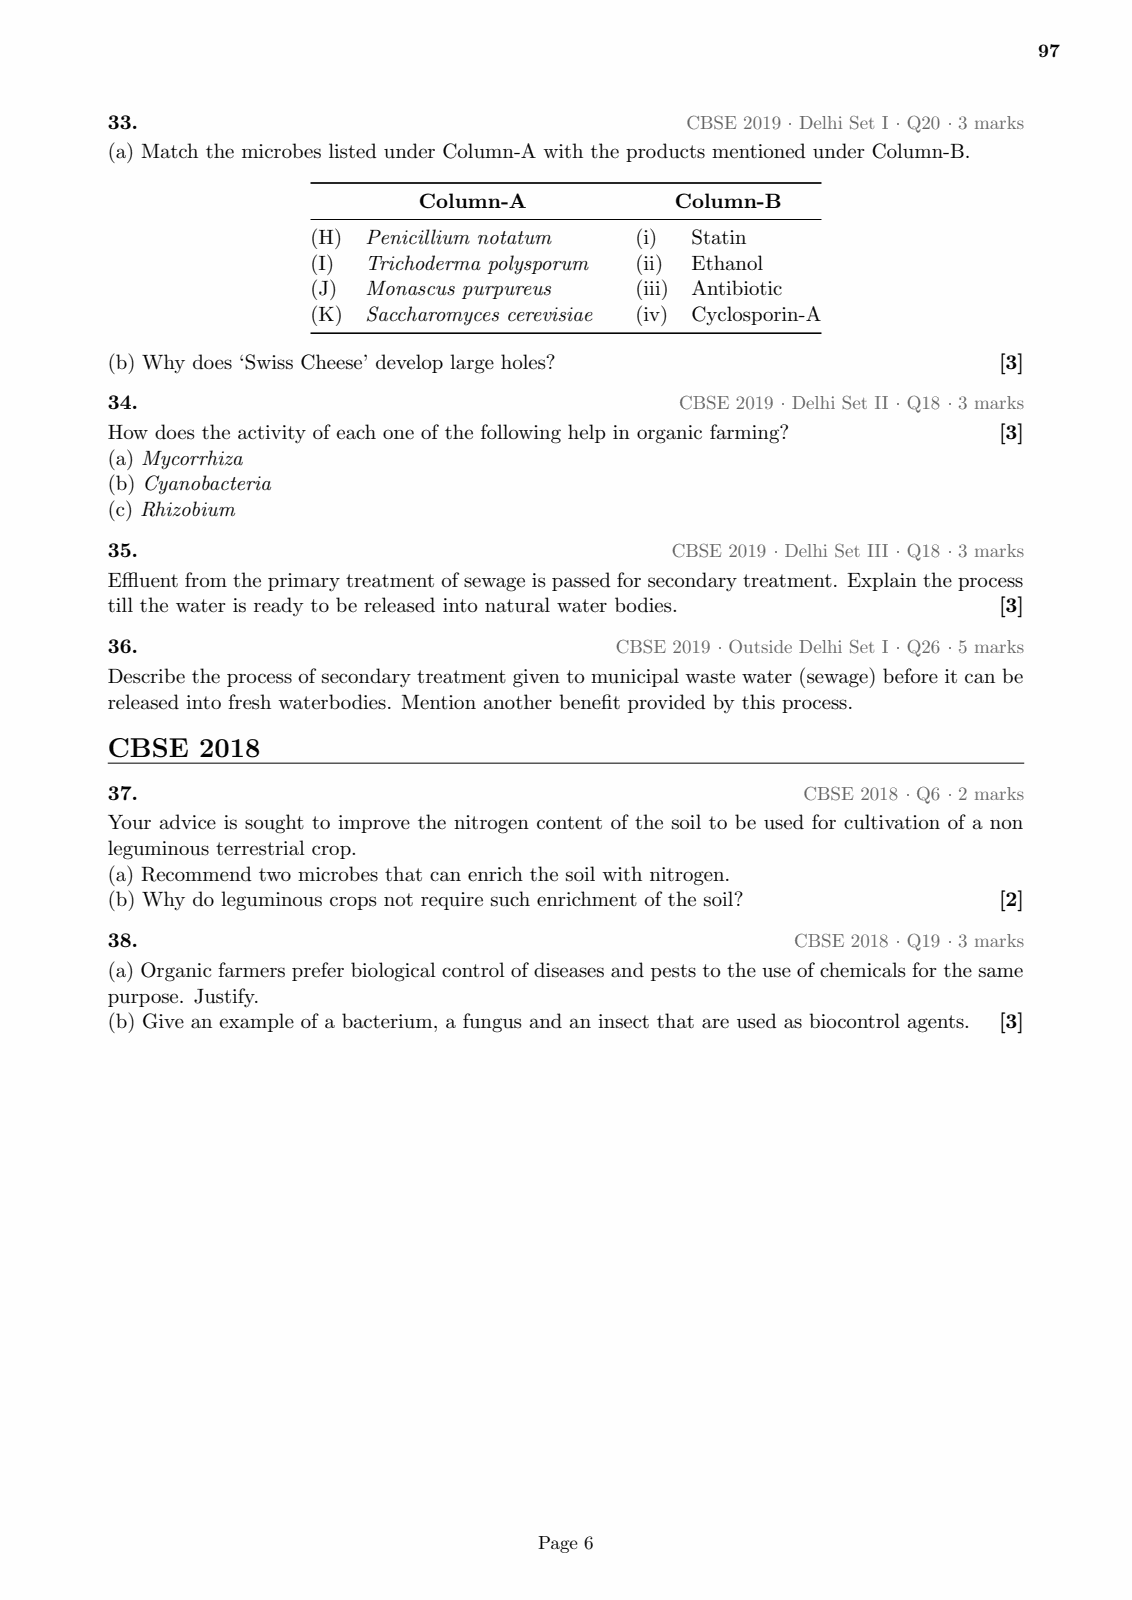 97
33. CBSE 2019 · Delhi Set I · Q20 · 3 marks
(a) Match the microbes listed under Column-A with the products mentioned under Column-B.
Column-A Column-B
(H) Penicillium notatum (i) Statin
(I) Trichoderma polysporum (ii) Ethanol
(J) Monascus purpureus (iii) Antibiotic
(K) Saccharomyces cerevisiae (iv) Cyclosporin-A
(b) Why does ‘Swiss Cheese’ develop large holes? [3]
34. CBSE 2019 · Delhi Set II · Q18 · 3 marks
How does the activity of each one of the following help in organic farming? [3]
(a) Mycorrhiza
(b) Cyanobacteria
(c) Rhizobium
35. CBSE 2019 · Delhi Set III · Q18 · 3 marks
Effluent from the primary treatment of sewage is passed for secondary treatment. Explain the process
till the water is ready to be released into natural water bodies. [3]
36. CBSE 2019 · Outside Delhi Set I · Q26 · 5 marks
Describe the process of secondary treatment given to municipal waste water (sewage) before it can be
released into fresh waterbodies. Mention another benefit provided by this process.
CBSE 2018
37. CBSE 2018 · Q6 · 2 marks
Your advice is sought to improve the nitrogen content of the soil to be used for cultivation of a non
leguminous terrestrial crop.
(a) Recommend two microbes that can enrich the soil with nitrogen.
(b) Why do leguminous crops not require such enrichment of the soil? [2]
38. CBSE 2018 · Q19 · 3 marks
(a) Organic farmers prefer biological control of diseases and pests to the use of chemicals for the same
purpose. Justify.
(b) Give an example of a bacterium, a fungus and an insect that are used as biocontrol agents. [3]
Page 6